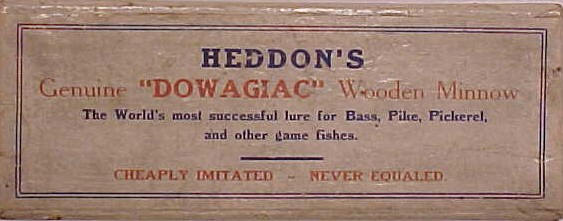 HEDDON'S
Genuine "DOWAGIAC" Wooden Minnow
The World's most successful lure for Bass, Pike, Pickerel,
and other game fishes.
CHEAPLY IMITATED - NEVER EQUALED